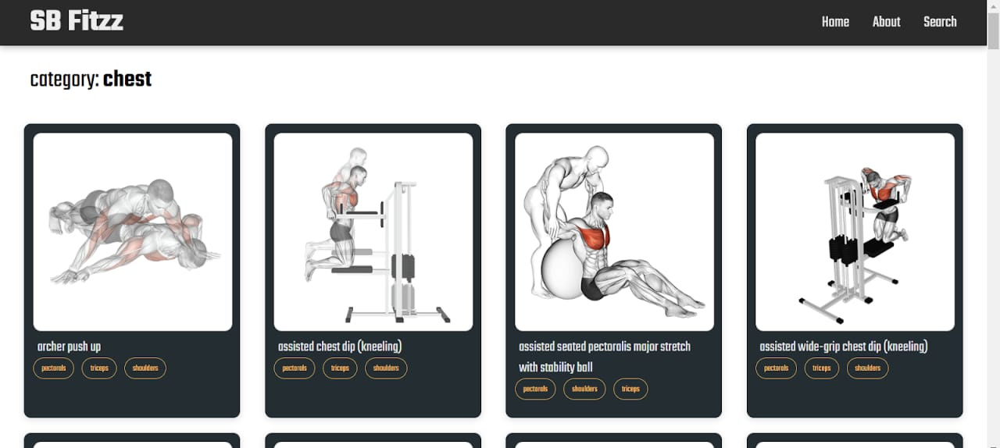 SB Fitzz
Home About Search
category: chest
archer push up
pectorals triceps shoulders
assisted chest dip (kneeling)
pectorals triceps shoulders
assisted seated pectoralis major stretch
with stability ball
pectorals shoulders triceps
assisted wide-grip chest dip (kneeling)
pectorals triceps shoulders